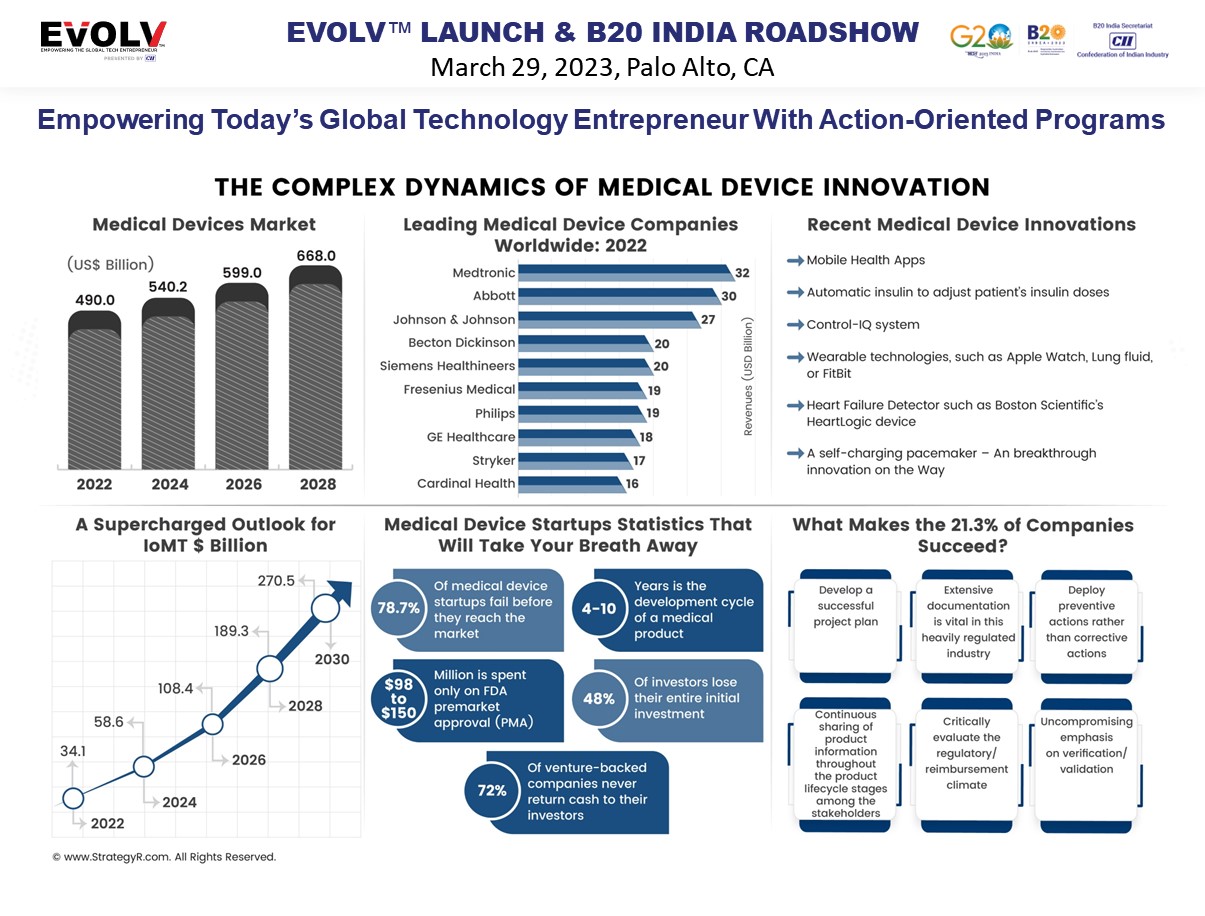 EVOLV™
EMPOWERING THE GLOBAL TECH ENTREPRENEUR
PRESENTED BY CII
EVOLV™ LAUNCH & B20 INDIA ROADSHOW
March 29, 2023, Palo Alto, CA
G20
B20
B20 India Secretariat
CII
Confederation of Indian Industry
Empowering Today’s Global Technology Entrepreneur With Action-Oriented Programs
THE COMPLEX DYNAMICS OF MEDICAL DEVICE INNOVATION
Medical Devices Market
(US$ Billion)
490.0
540.2
599.0
668.0
2022
2024
2026
2028
Leading Medical Device Companies
Worldwide: 2022
Medtronic 32
Abbott 30
Johnson & Johnson 27
Becton Dickinson 20
Siemens Healthineers 20
Fresenius Medical 19
Philips 19
GE Healthcare 18
Stryker 17
Cardinal Health 16
Revenues (USD Billion)
Recent Medical Device Innovations
Mobile Health Apps
Automatic insulin to adjust patient's insulin doses
Control-IQ system
Wearable technologies, such as Apple Watch, Lung fluid,
or FitBit
Heart Failure Detector such as Boston Scientific's
HeartLogic device
A self-charging pacemaker – An breakthrough
innovation on the Way
A Supercharged Outlook for
IoMT $ Billion
34.1
58.6
108.4
189.3
270.5
2022
2024
2026
2028
2030
Medical Device Startups Statistics That
Will Take Your Breath Away
78.7%
Of medical device
startups fail before
they reach the
market
4-10
Years is the
development cycle
of a medical
product
$98
to
$150
Million is spent
only on FDA
premarket
approval (PMA)
48%
Of investors lose
their entire initial
investment
72%
Of venture-backed
companies never
return cash to their
investors
What Makes the 21.3% of Companies
Succeed?
Develop a
successful
project plan
Extensive
documentation
is vital in this
heavily regulated
industry
Deploy
preventive
actions rather
than corrective
actions
Continuous
sharing of
product
information
throughout
the product
lifecycle stages
among the
stakeholders
Critically
evaluate the
regulatory/
reimbursement
climate
Uncompromising
emphasis
on verification/
validation
© www.StrategyR.com. All Rights Reserved.